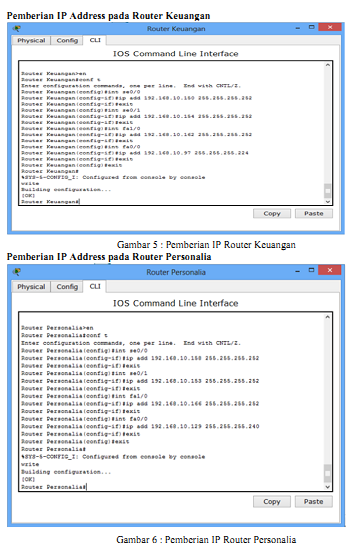 Pemberian IP Address pada Router Keuangan
Router Keuangan
Physical Config CLI
IOS Command Line Interface
Router Keuangan>en
Router Keuangan#conf t
Enter configuration commands, one per line. End with CNTL/Z.
Router Keuangan(config)#int se0/0
Router Keuangan(config-if)#ip add 192.168.10.150 255.255.255.252
Router Keuangan(config-if)#exit
Router Keuangan(config)#int se0/1
Router Keuangan(config-if)#ip add 192.168.10.154 255.255.255.252
Router Keuangan(config-if)#exit
Router Keuangan(config)#int fa1/0
Router Keuangan(config-if)#ip add 192.168.10.162 255.255.255.252
Router Keuangan(config-if)#exit
Router Keuangan(config)#int fa0/0
Router Keuangan(config-if)#ip add 192.168.10.97 255.255.255.224
Router Keuangan(config-if)#exit
Router Keuangan(config)#exit
Router Keuangan#
%SYS-5-CONFIG_I: Configured from console by console
write
Building configuration...
[OK]
Router Keuangan#
Copy Paste
Gambar 5 : Pemberian IP Router Keuangan
Pemberian IP Address pada Router Personalia
Router Personalia
Physical Config CLI
IOS Command Line Interface
Router Personalia>en
Router Personalia#conf t
Enter configuration commands, one per line. End with CNTL/Z.
Router Personalia(config)#int se0/0
Router Personalia(config-if)#ip add 192.168.10.158 255.255.255.252
Router Personalia(config-if)#exit
Router Personalia(config)#int se0/1
Router Personalia(config-if)#ip add 192.168.10.153 255.255.255.252
Router Personalia(config-if)#exit
Router Personalia(config)#int fa1/0
Router Personalia(config-if)#ip add 192.168.10.166 255.255.255.252
Router Personalia(config-if)#exit
Router Personalia(config)#int fa0/0
Router Personalia(config-if)#ip add 192.168.10.129 255.255.255.240
Router Personalia(config-if)#exit
Router Personalia(config)#exit
Router Personalia#
%SYS-5-CONFIG_I: Configured from console by console
write
Building configuration...
[OK]
Router Personalia#
Copy Paste
Gambar 6 : Pemberian IP Router Personalia